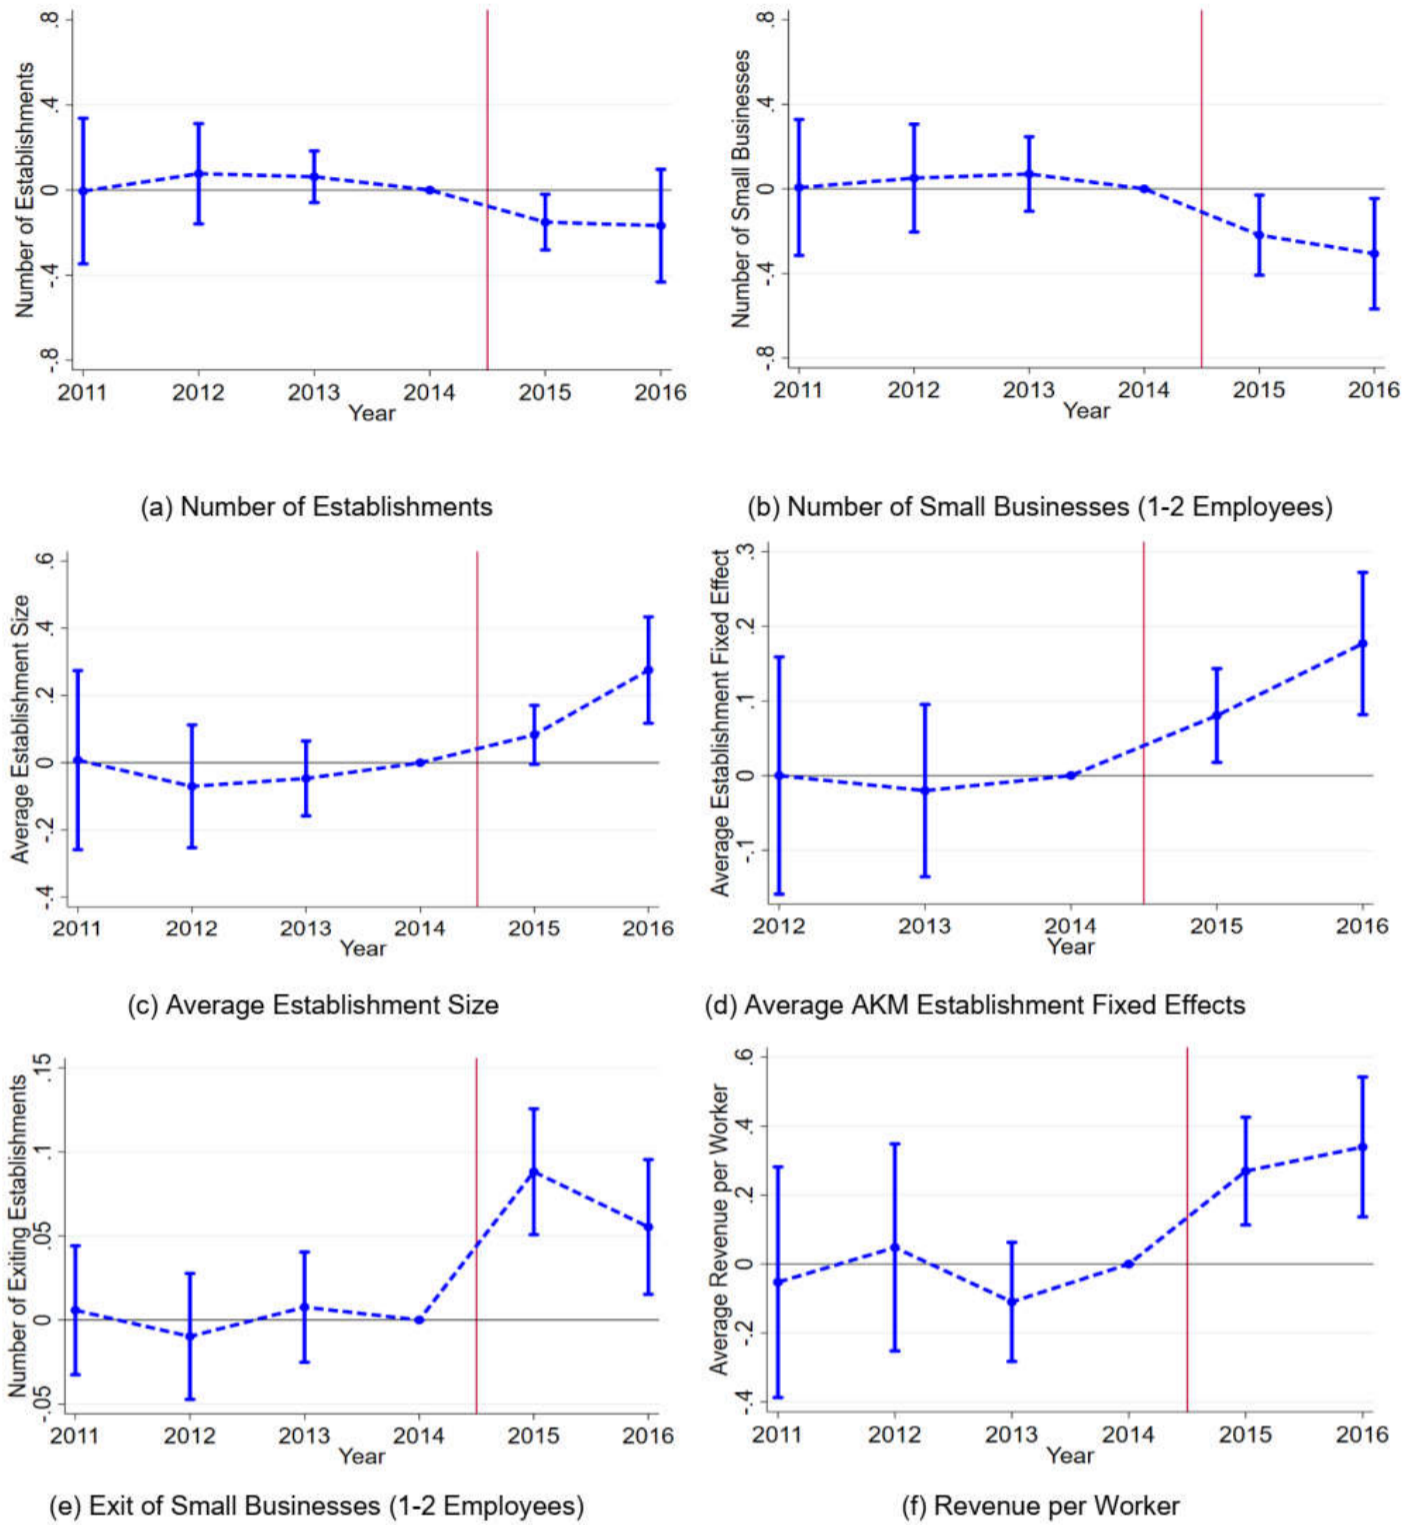 Number of Establishments
.8
.4
0
-.4
-.8
2011 2012 2013 2014 2015 2016
Year
(a) Number of Establishments
Number of Small Businesses
.8
.4
0
-.4
-.8
2011 2012 2013 2014 2015 2016
Year
(b) Number of Small Businesses (1-2 Employees)
Average Establishment Size
.6
.4
.2
0
-.2
-.4
2011 2012 2013 2014 2015 2016
Year
(c) Average Establishment Size
Average Establishment Fixed Effect
.3
.2
.1
0
-.1
2012 2013 2014 2015 2016
Year
(d) Average AKM Establishment Fixed Effects
Number of Exiting Establishments
.15
.1
.05
0
-.05
2011 2012 2013 2014 2015 2016
Year
(e) Exit of Small Businesses (1-2 Employees)
Average Revenue per Worker
.6
.4
.2
0
-.2
-.4
2011 2012 2013 2014 2015 2016
Year
(f) Revenue per Worker